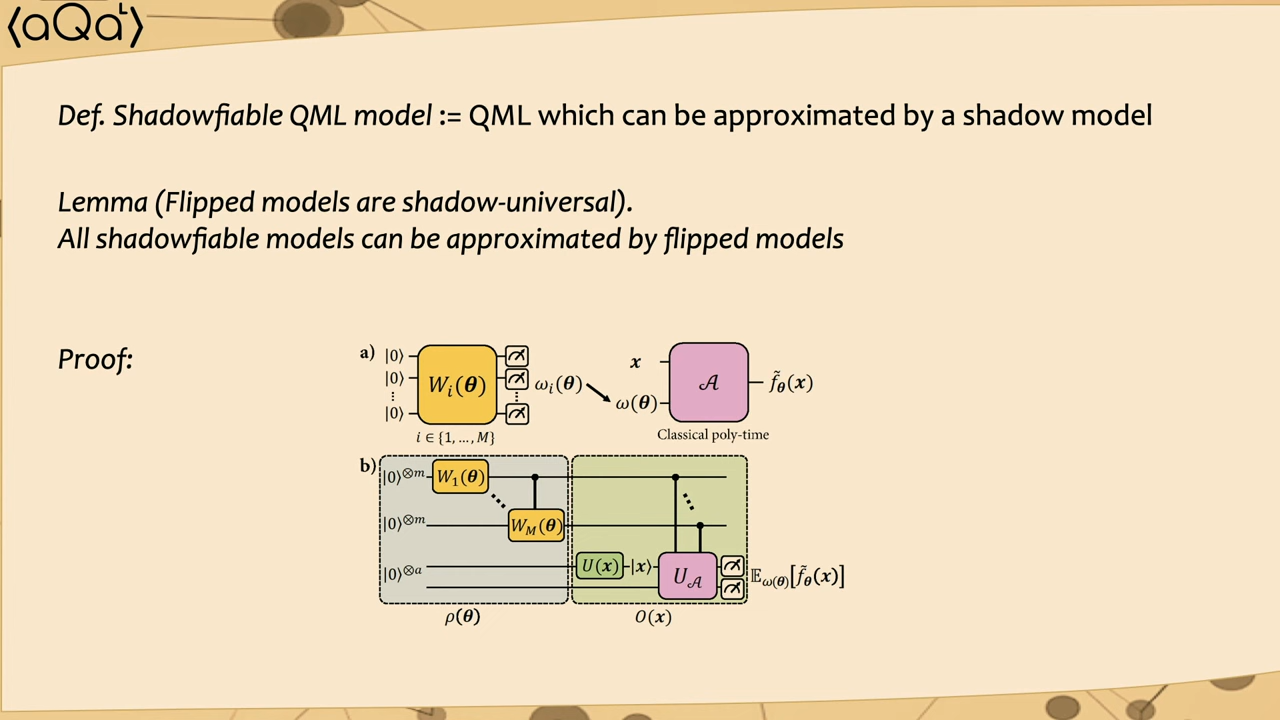 ⟨aQaᴸ⟩
Def. Shadowfiable QML model := QML which can be approximated by a shadow model
Lemma (Flipped models are shadow-universal).
All shadowfiable models can be approximated by flipped models
Proof:
a) |0⟩ |0⟩ ⋮ |0⟩ W_i(θ) ω_i(θ) x ω(θ) 𝒜 f̃_θ(x)
i ∈ {1, ..., M} Classical poly-time
b) |0⟩^⊗m W_1(θ)
|0⟩^⊗m W_M(θ)
|0⟩^⊗a U(x) |x⟩ U_𝒜 𝔼_ω(θ)[f̃_θ(x)]
ρ(θ) O(x)